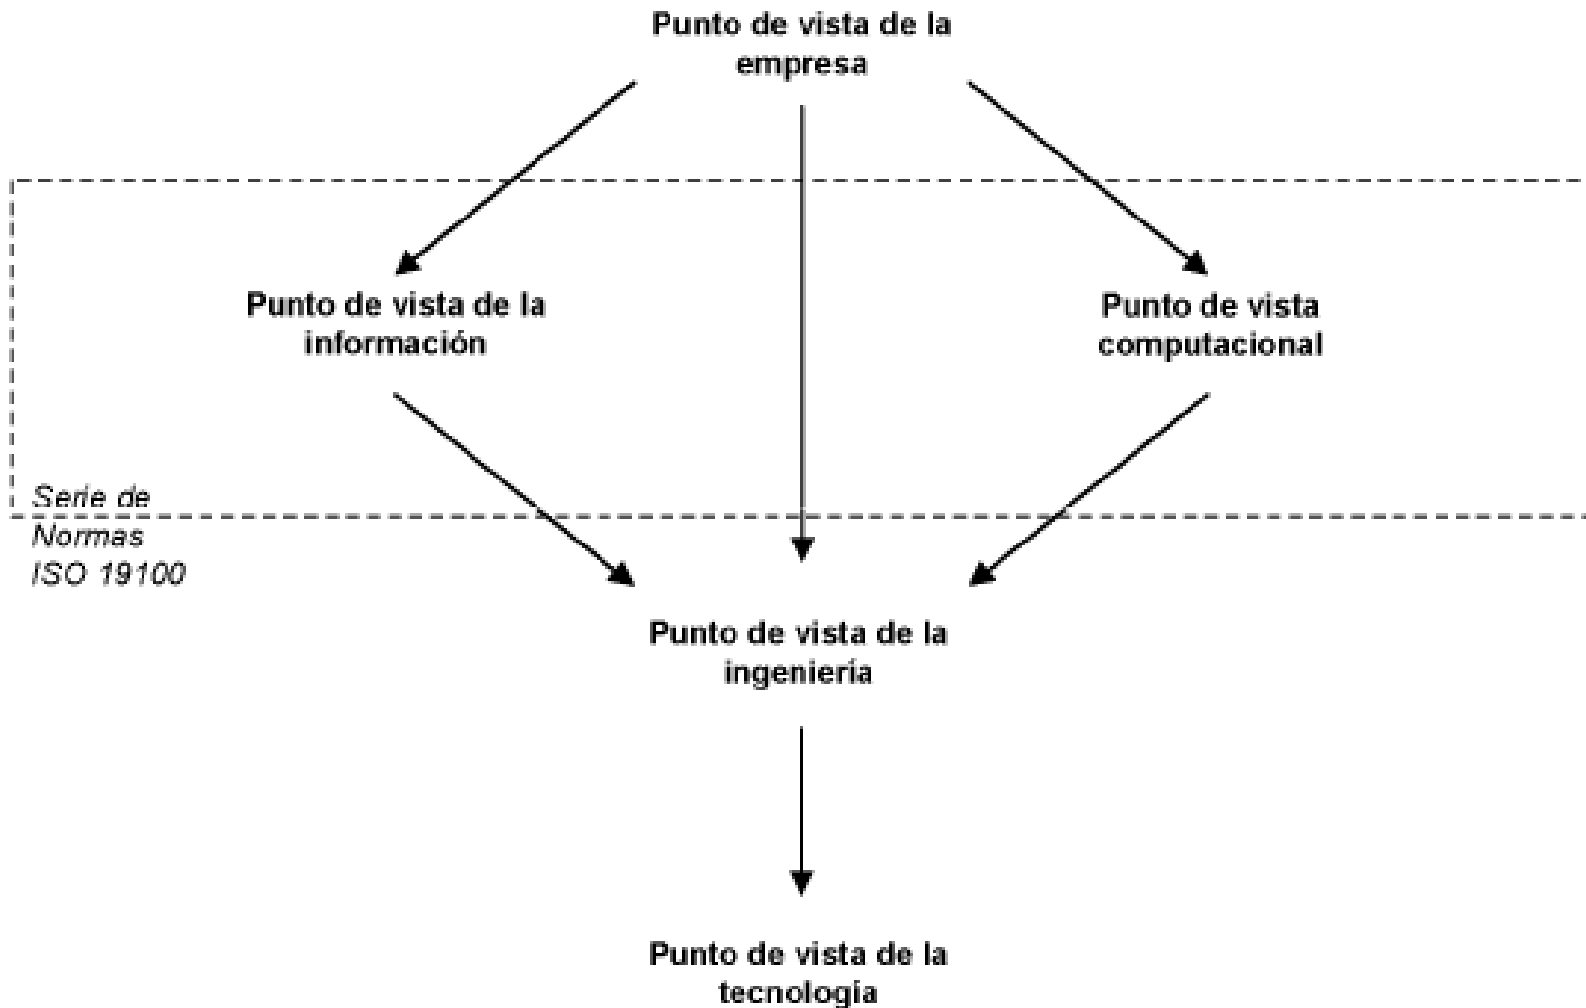 Punto de vista de la
empresa
Punto de vista de la
información
Punto de vista
computacional
Serie de
Normas
ISO 19100
Punto de vista de la
ingeniería
Punto de vista de la
tecnología